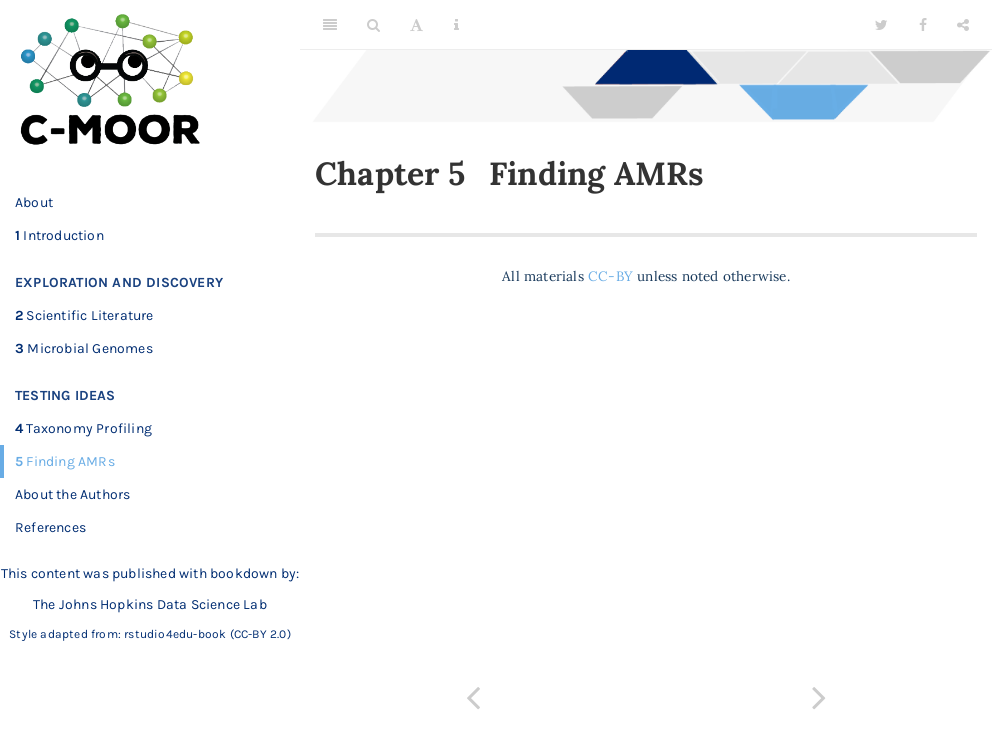 C-MOOR
About
1 Introduction
EXPLORATION AND DISCOVERY
2 Scientific Literature
3 Microbial Genomes
TESTING IDEAS
4 Taxonomy Profiling
5 Finding AMRs
About the Authors
References
This content was published with bookdown by:
The Johns Hopkins Data Science Lab
Style adapted from: rstudio4edu-book (CC-BY 2.0)
Chapter 5 Finding AMRs
All materials CC-BY unless noted otherwise.